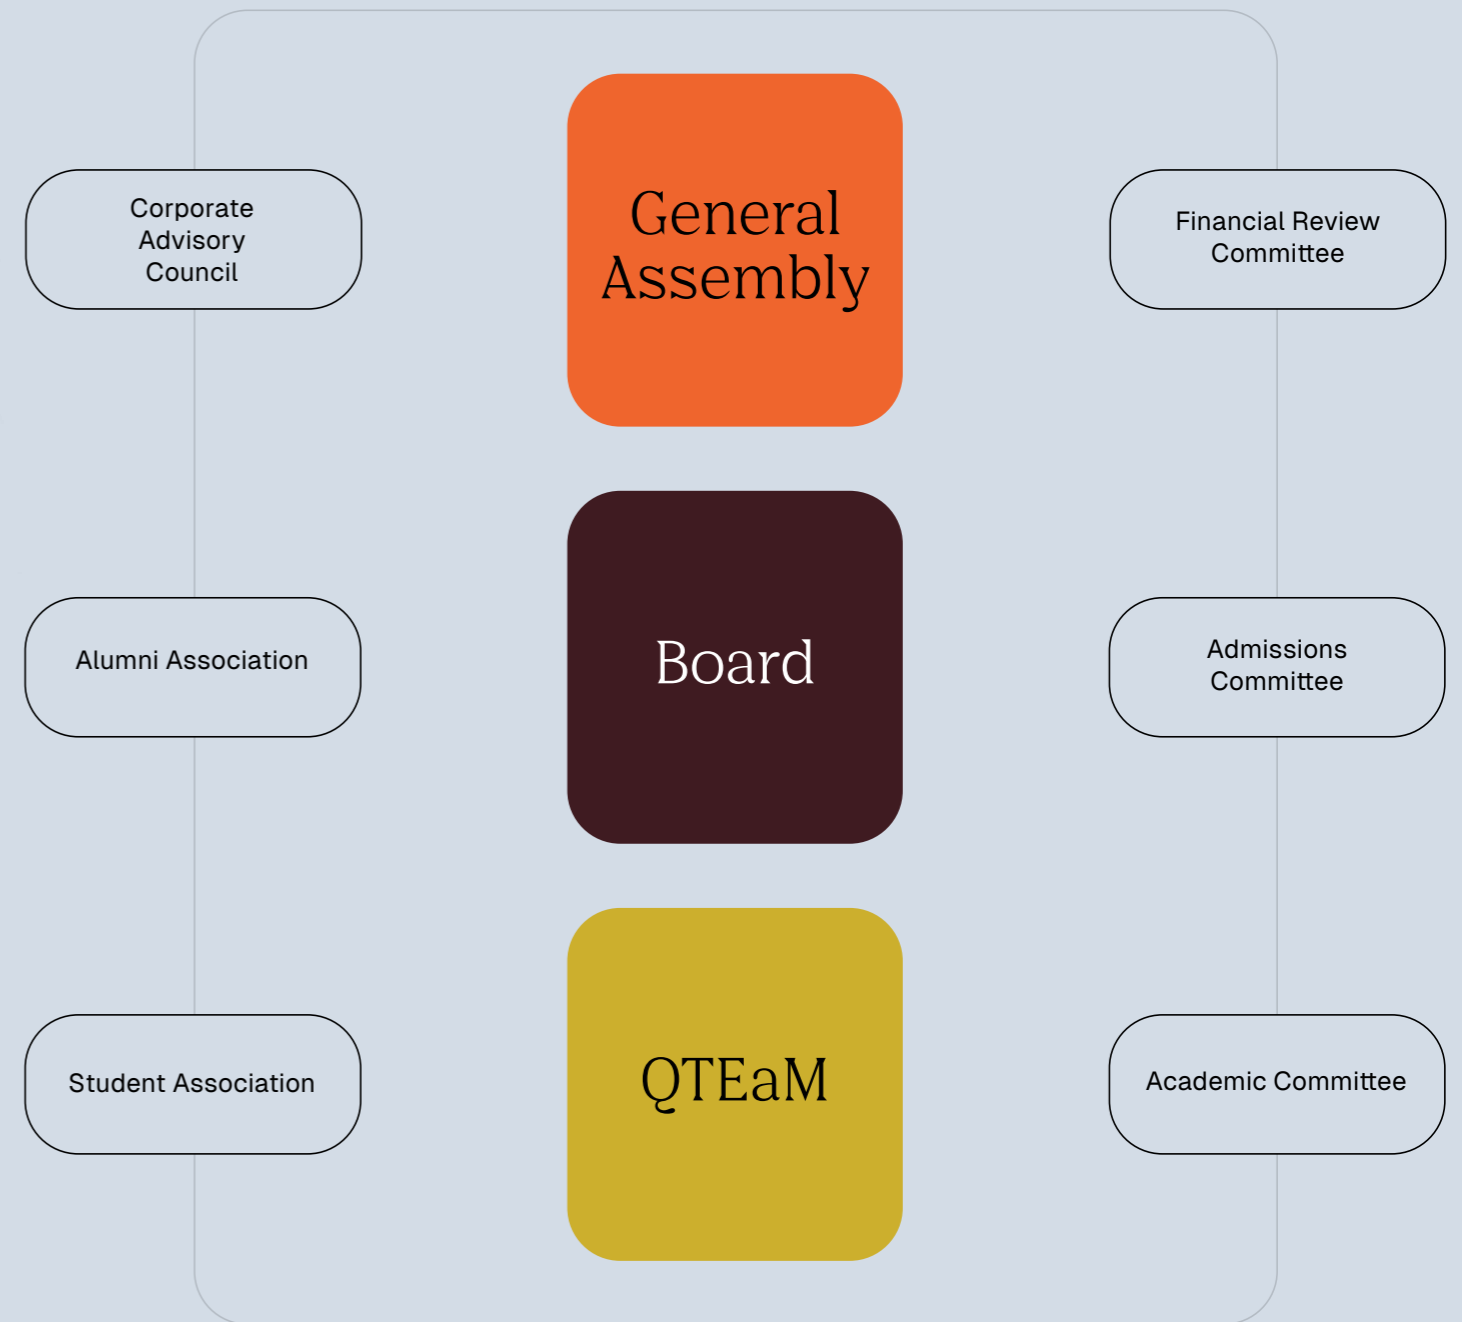 General
Assembly
Corporate
Advisory
Council
Financial Review
Committee
Board
Alumni Association
Admissions
Committee
QTEaM
Student Association
Academic Committee